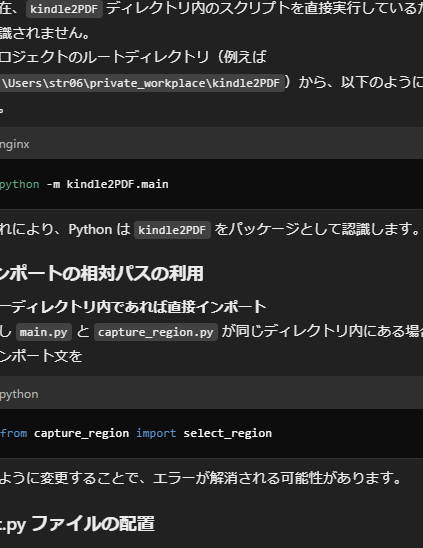 在、kindle2PDF ディレクトリ内のスクリプトを直接実行している
識されません。
ロジェクトのルートディレクトリ（例えば
\Users\str06\private_workplace\kindle2PDF）から、以下のように
。
nginx
python -m kindle2PDF.main
れにより、Python は kindle2PDF をパッケージとして認識します。
ンポートの相対パスの利用
ーディレクトリ内であれば直接インポート
し main.py と capture_region.py が同じディレクトリ内にある場合
ンポート文を
python
from capture_region import select_region
ように変更することで、エラーが解消される可能性があります。
t.py ファイルの配置